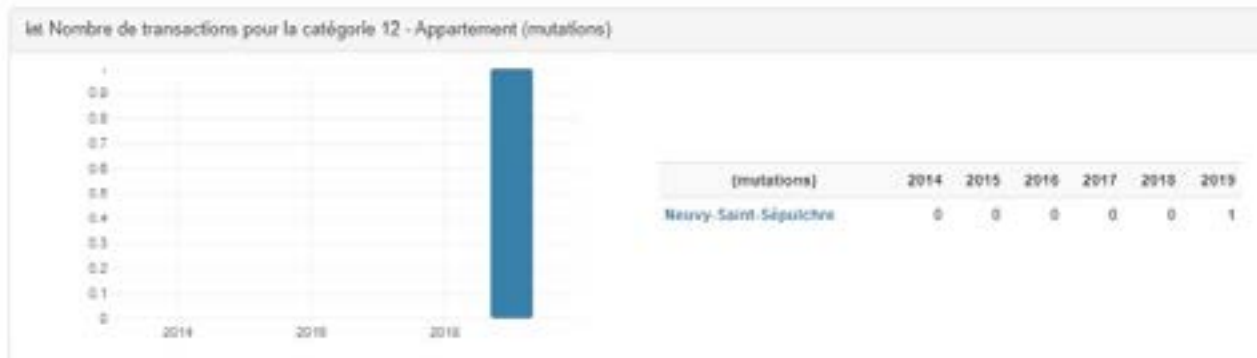 Nombre de transactions pour la catégorie 12 - Appartement (mutations)
1
0.9
0.8
0.7
0.6
0.5
0.4
0.3
0.2
0.1
0
2014 2016 2018
(mutations) 2014 2015 2016 2017 2018 2019
Neuvy-Saint-Sépulchre 0 0 0 0 0 1